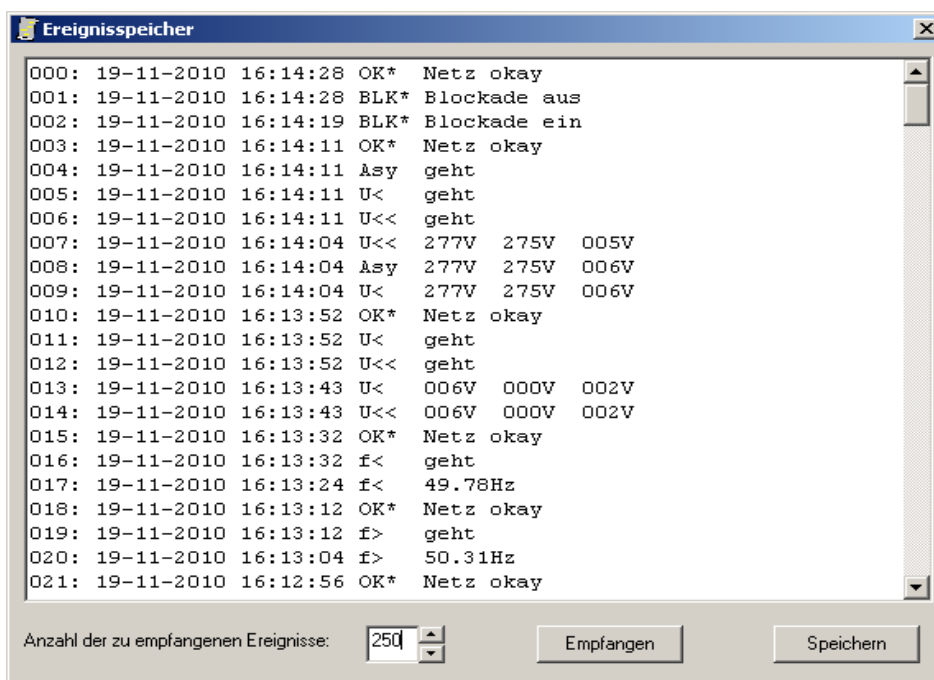 Ereignisspeicher
000: 19-11-2010 16:14:28 OK* Netz okay
001: 19-11-2010 16:14:28 BLK* Blockade aus
002: 19-11-2010 16:14:19 BLK* Blockade ein
003: 19-11-2010 16:14:11 OK* Netz okay
004: 19-11-2010 16:14:11 Asy geht
005: 19-11-2010 16:14:11 U< geht
006: 19-11-2010 16:14:11 U<< geht
007: 19-11-2010 16:14:04 U<< 277V 275V 005V
008: 19-11-2010 16:14:04 Asy 277V 275V 006V
009: 19-11-2010 16:14:04 U< 277V 275V 006V
010: 19-11-2010 16:13:52 OK* Netz okay
011: 19-11-2010 16:13:52 U< geht
012: 19-11-2010 16:13:52 U<< geht
013: 19-11-2010 16:13:43 U< 006V 000V 002V
014: 19-11-2010 16:13:43 U<< 006V 000V 002V
015: 19-11-2010 16:13:32 OK* Netz okay
016: 19-11-2010 16:13:32 f< geht
017: 19-11-2010 16:13:24 f< 49.78Hz
018: 19-11-2010 16:13:12 OK* Netz okay
019: 19-11-2010 16:13:12 f> geht
020: 19-11-2010 16:13:04 f> 50.31Hz
021: 19-11-2010 16:12:56 OK* Netz okay
Anzahl der zu empfangenen Ereignisse: 250 Empfangen Speichern